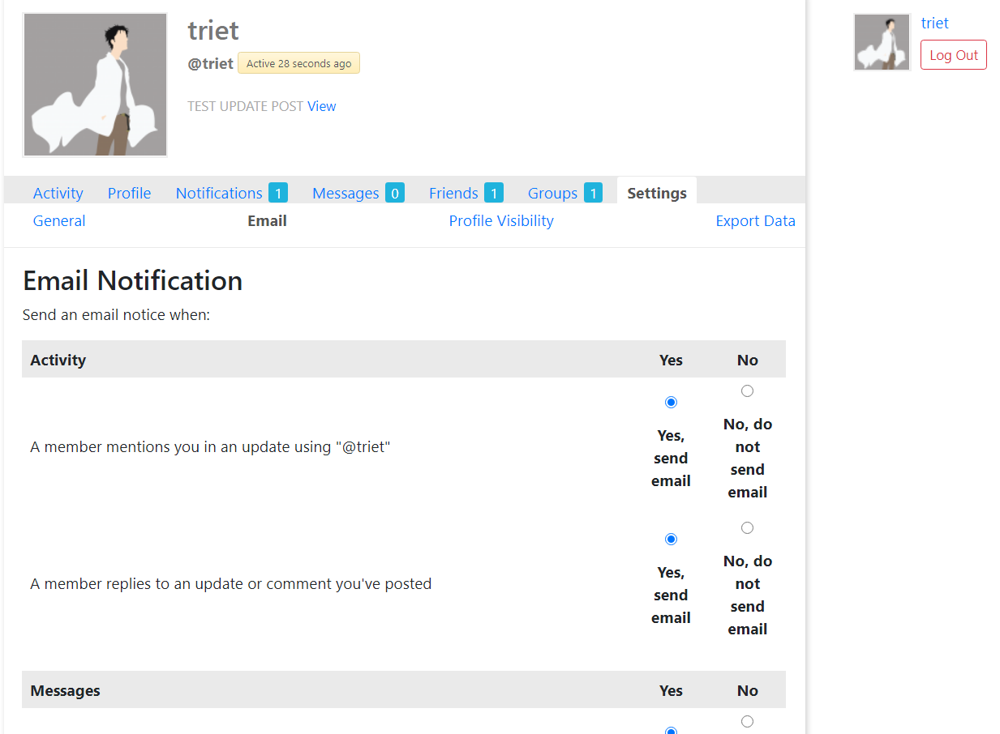 triet
@triet Active 28 seconds ago
TEST UPDATE POST View
triet
Log Out
Activity Profile Notifications 1 Messages 0 Friends 1 Groups 1 Settings
General Email Profile Visibility Export Data
Email Notification
Send an email notice when:
Activity Yes No
A member mentions you in an update using "@triet"
Yes,
send
email
No, do
not
send
email
A member replies to an update or comment you've posted
Yes,
send
email
No, do
not
send
email
Messages Yes No